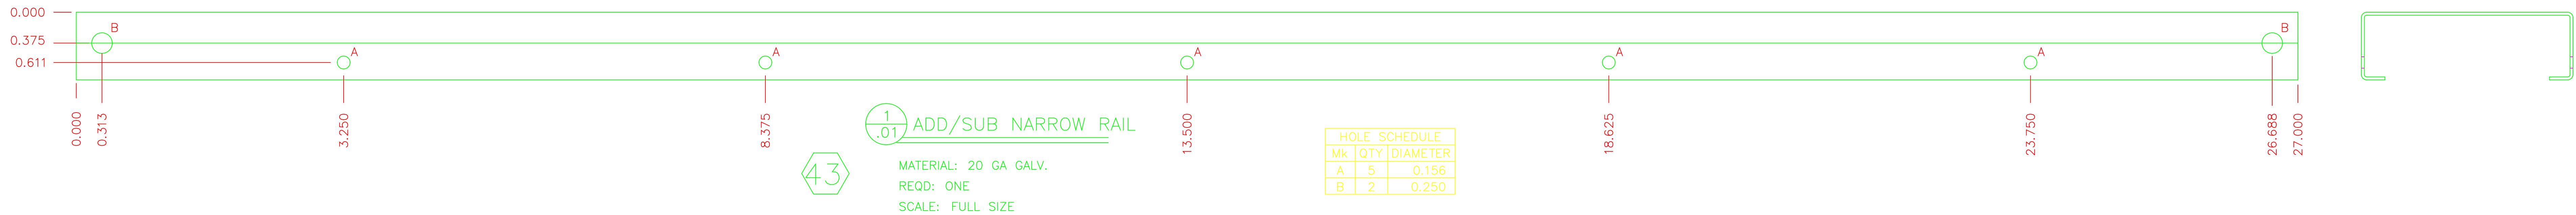 0.000
0.375
0.611
B
A
A
A
A
A
B
0.000
0.313
3.250
8.375
13.500
18.625
23.750
26.688
27.000
1
.01
ADD/SUB NARROW RAIL
43
MATERIAL: 20 GA GALV.
REQD: ONE
SCALE: FULL SIZE
HOLE SCHEDULE
MK QTY DIAMETER
A 5 0.156
B 2 0.250